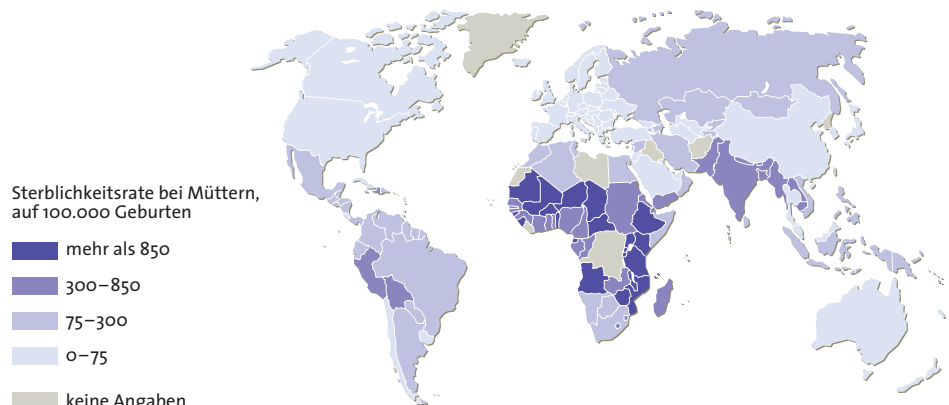 Sterblichkeitsrate bei Müttern,
auf 100.000 Geburten
mehr als 850
300–850
75–300
0–75
keine Angaben